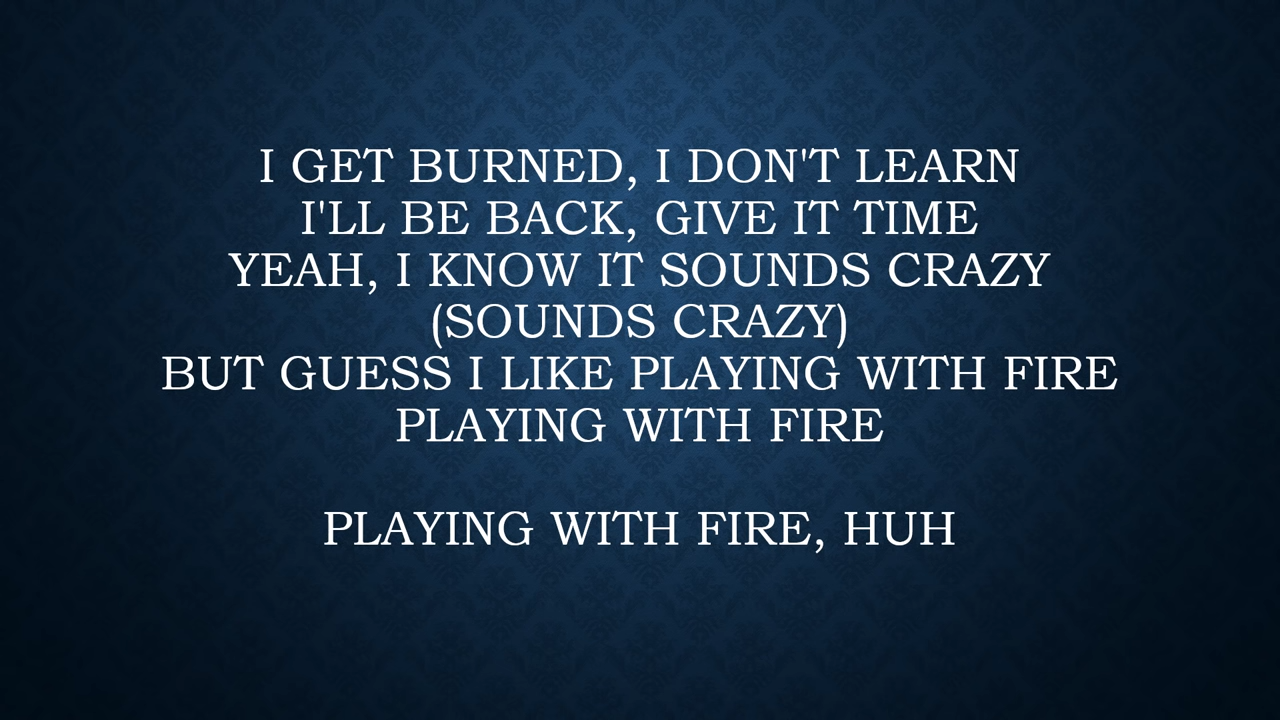 I GET BURNED, I DON'T LEARN
I'LL BE BACK, GIVE IT TIME
YEAH, I KNOW IT SOUNDS CRAZY
(SOUNDS CRAZY)
BUT GUESS I LIKE PLAYING WITH FIRE
PLAYING WITH FIRE
PLAYING WITH FIRE, HUH